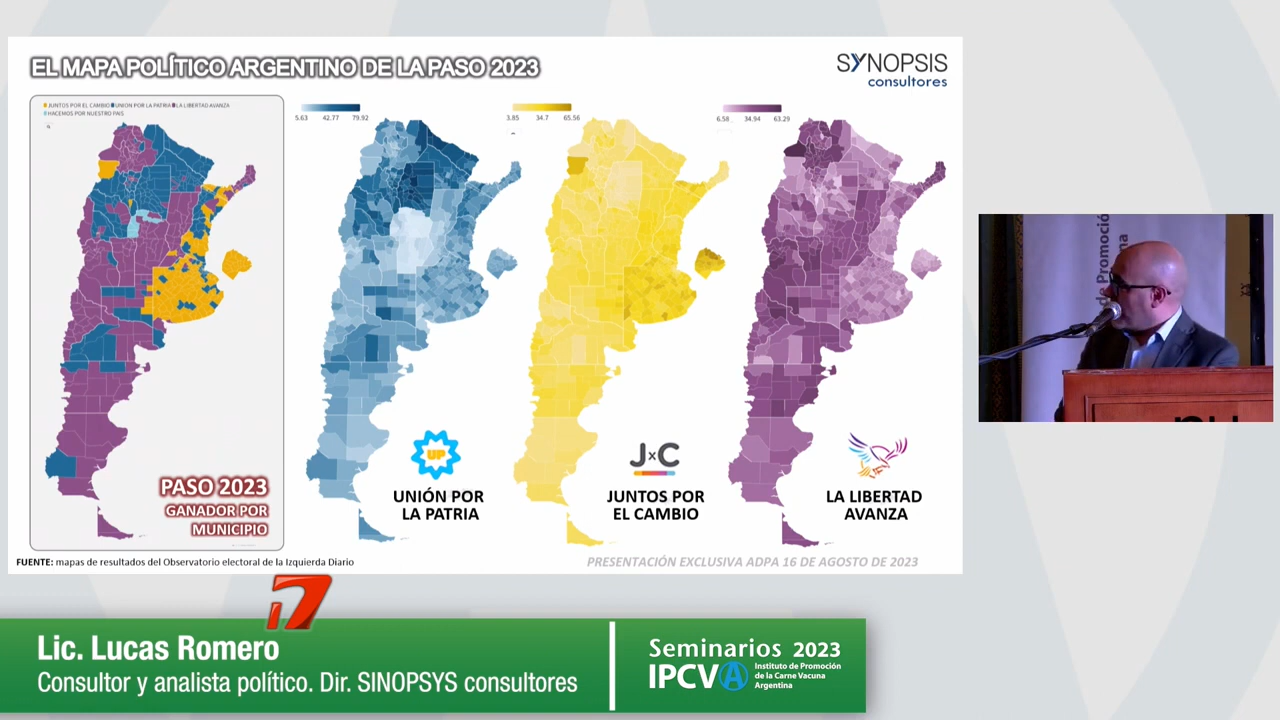 EL MAPA POLÍTICO ARGENTINO DE LA PASO 2023
SYNOPSIS
consultores
JUNTOS POR EL CAMBIO UNION POR LA PATRIA LA LIBERTAD AVANZA
HACEMOS POR NUESTRO PAIS
5.63 42.77 79.92
3.85 34.7 65.56
6.58 34.94 63.29
PASO 2023
GANADOR POR
MUNICIPIO
UP
UNIÓN POR
LA PATRIA
JxC
JUNTOS POR
EL CAMBIO
LA LIBERTAD
AVANZA
FUENTE: mapas de resultados del Observatorio electoral de la Izquierda Diario
PRESENTACIÓN EXCLUSIVA ADPA 16 DE AGOSTO DE 2023
de Promoció
na
Lic. Lucas Romero
Consultor y analista político. Dir. SINOPSYS consultores
Seminarios 2023
IPCVA
Instituto de Promoción
de la Carne Vacuna
Argentina